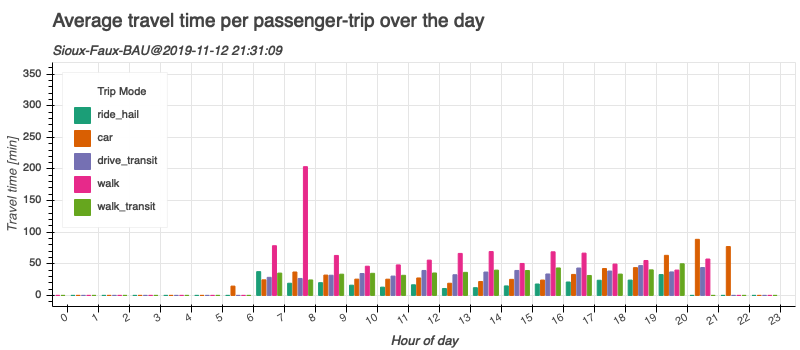 Average travel time per passenger-trip over the day
Sioux-Faux-BAU@2019-11-12 21:31:09
Travel time [min]
350
300
250
200
150
100
50
0
Trip Mode
ride_hail
car
drive_transit
walk
walk_transit
0 1 2 3 4 5 6 7 8 9 10 11 12 13 14 15 16 17 18 19 20 21 22 23
Hour of day